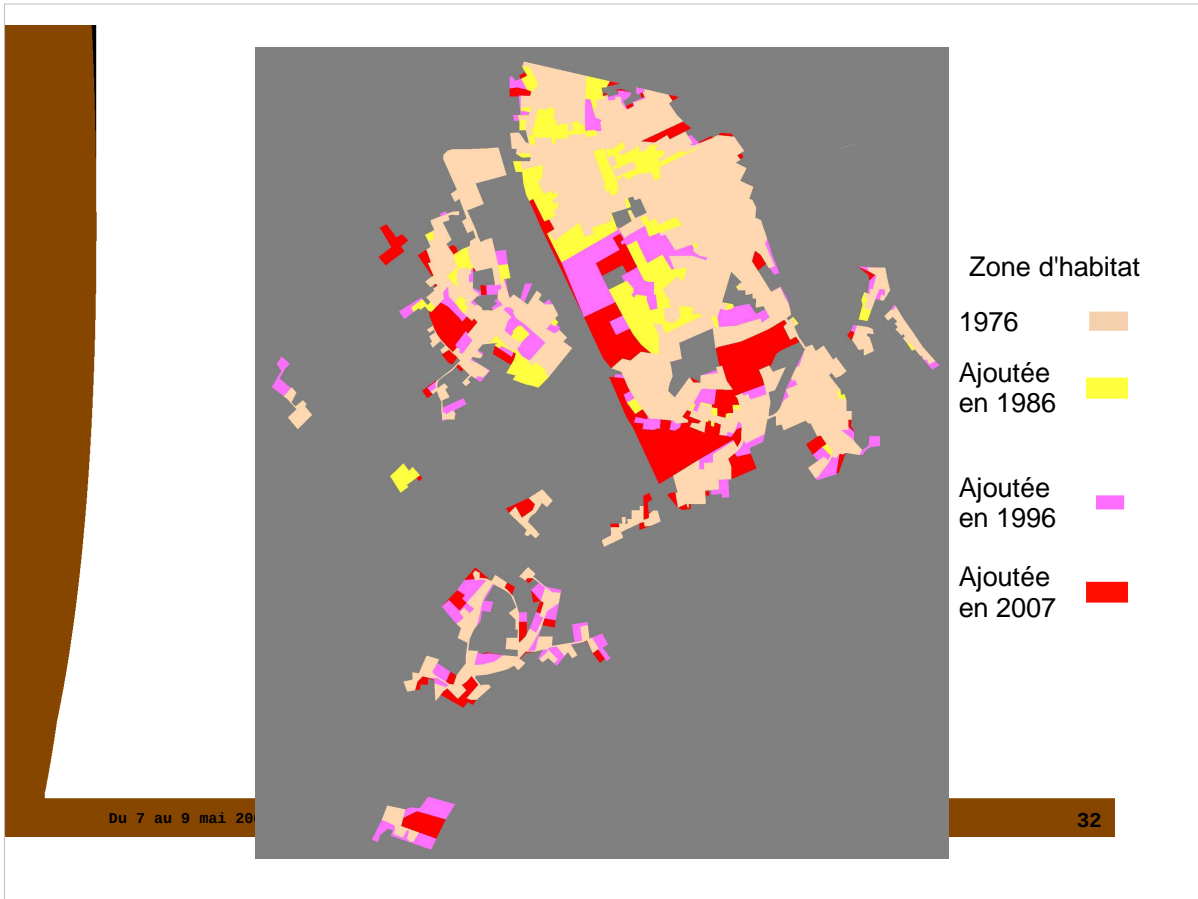 Zone d'habitat
1976
Ajoutée
en 1986
Ajoutée
en 1996
Ajoutée
en 2007
Du 7 au 9 mai
32